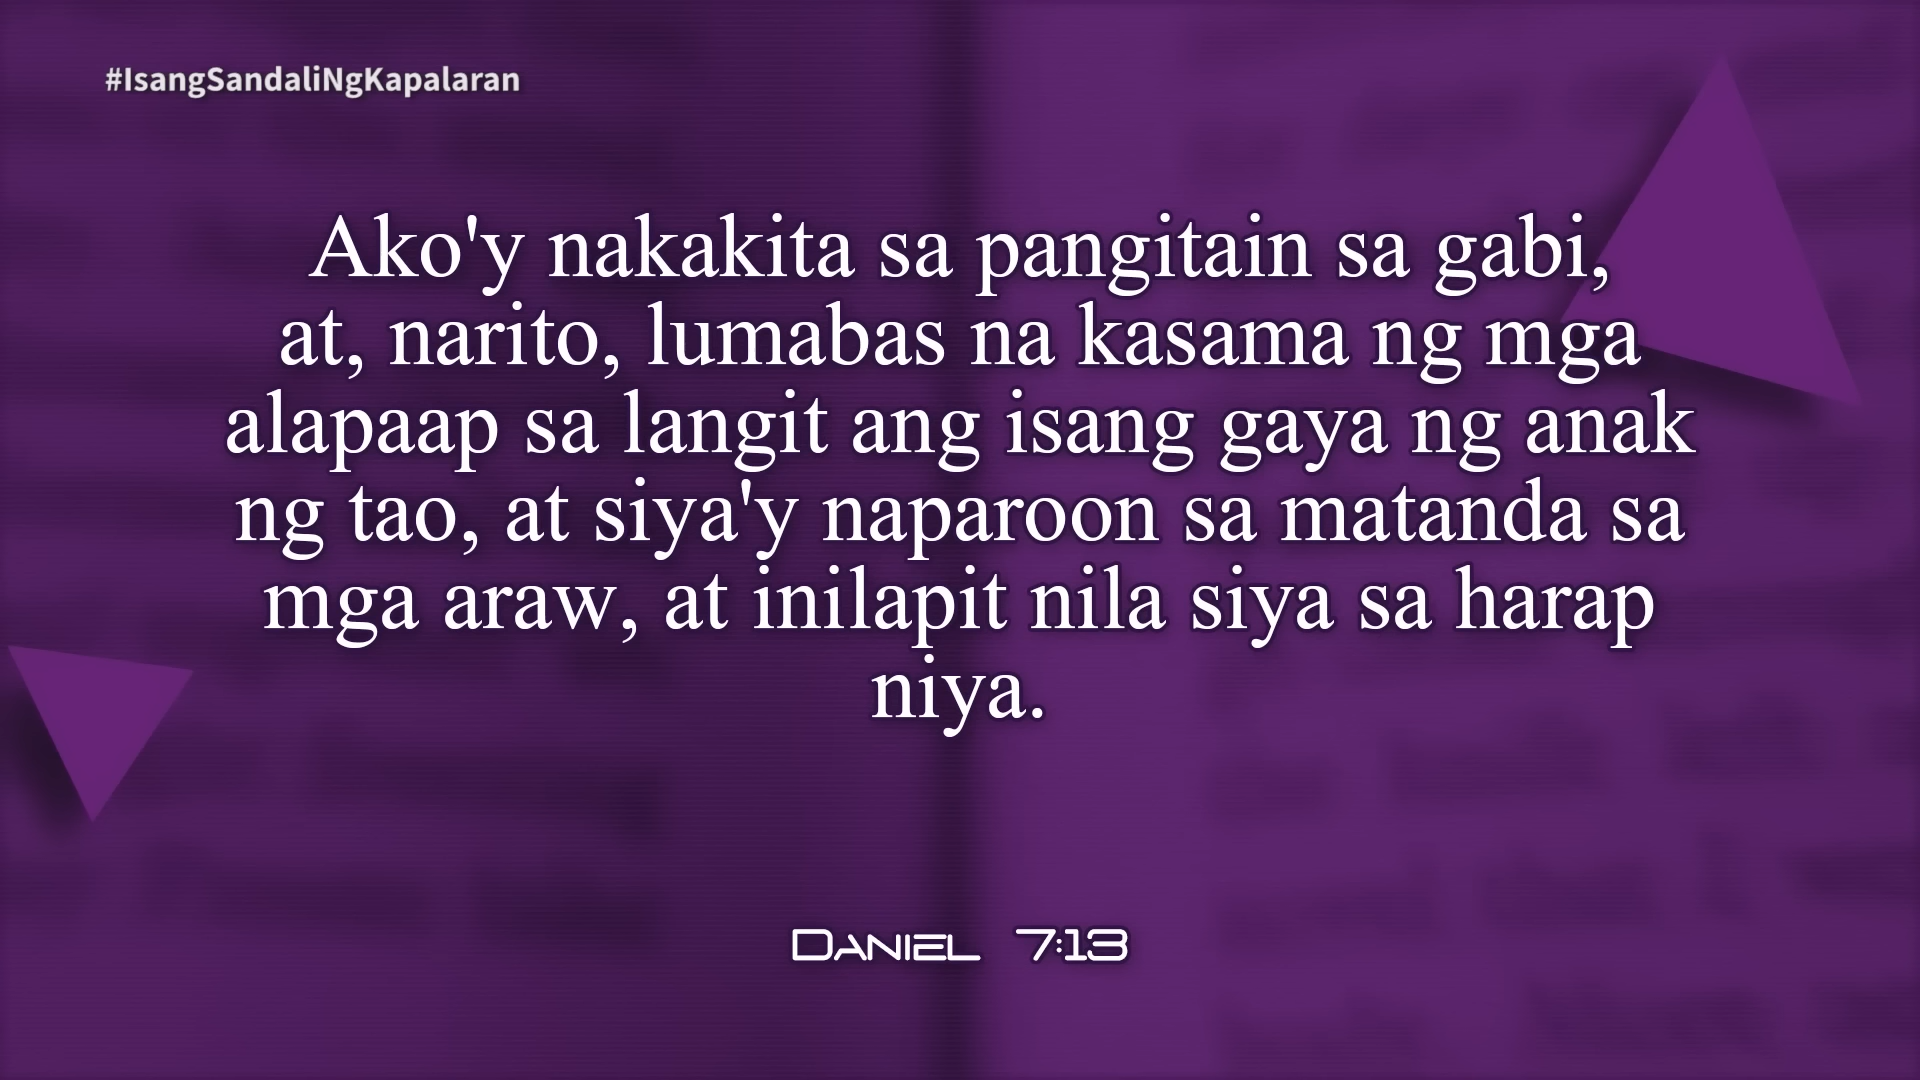 #IsangSandaliNgKapalaran
Ako'y nakakita sa pangitain sa gabi,
at, narito, lumabas na kasama ng mga
alapaap sa langit ang isang gaya ng anak
ng tao, at siya'y naparoon sa matanda sa
mga araw, at inilapit nila siya sa harap
niya.
Daniel 7:13